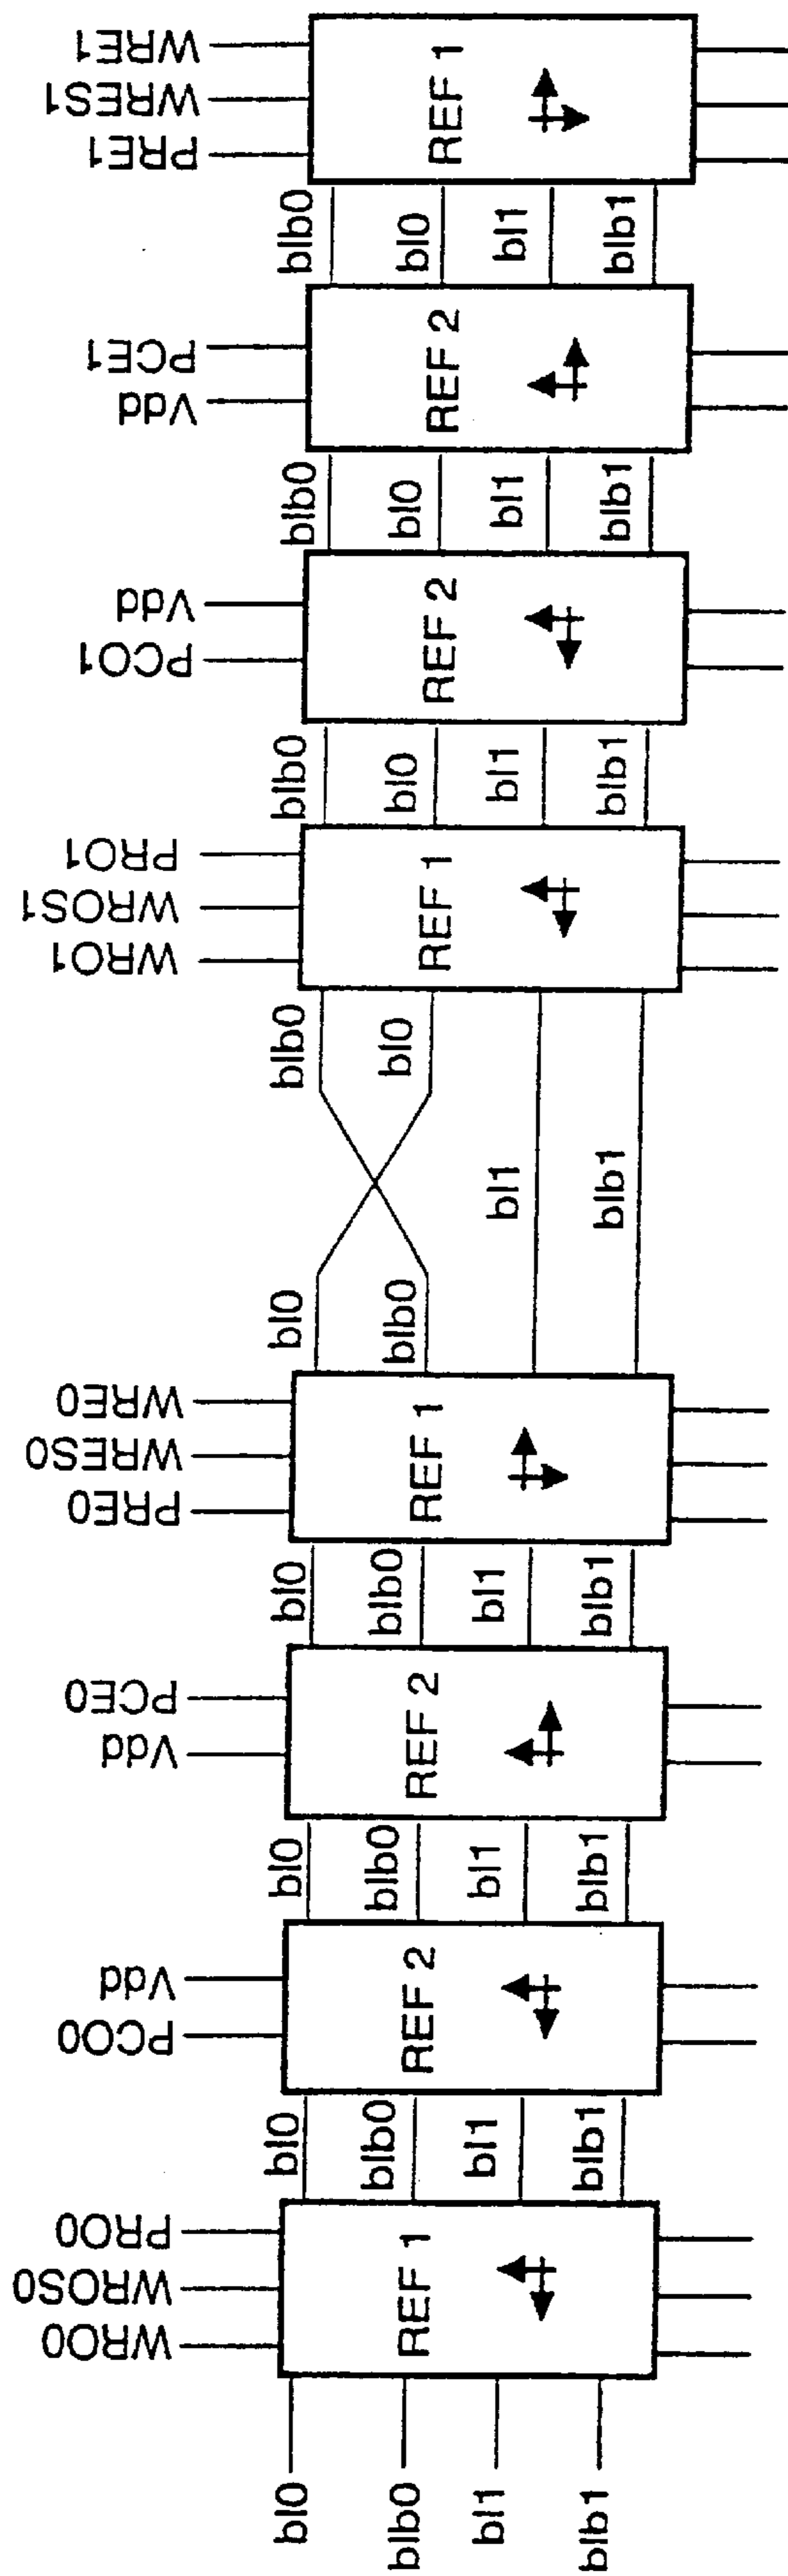 WRE1
WRES1
PRE1
REF 1
blb0
bl0
bl1
blb1
PCE1
Vdd
REF 2
blb0
bl0
bl1
blb1
Vdd
PCO1
REF 2
blb0
bl0
bl1
blb1
PRO1
WROS1
WRO1
REF 1
blb0
bl0
bl1
blb1
bl0
blb0
WRE0
WRES0
PRE0
REF 1
bl0
blb0
bl1
blb1
PCE0
Vdd
REF 2
bl0
blb0
bl1
blb1
Vdd
PCO0
REF 2
bl0
blb0
bl1
blb1
PRO0
WROS0
WRO0
REF 1
bl0
blb0
bl1
blb1